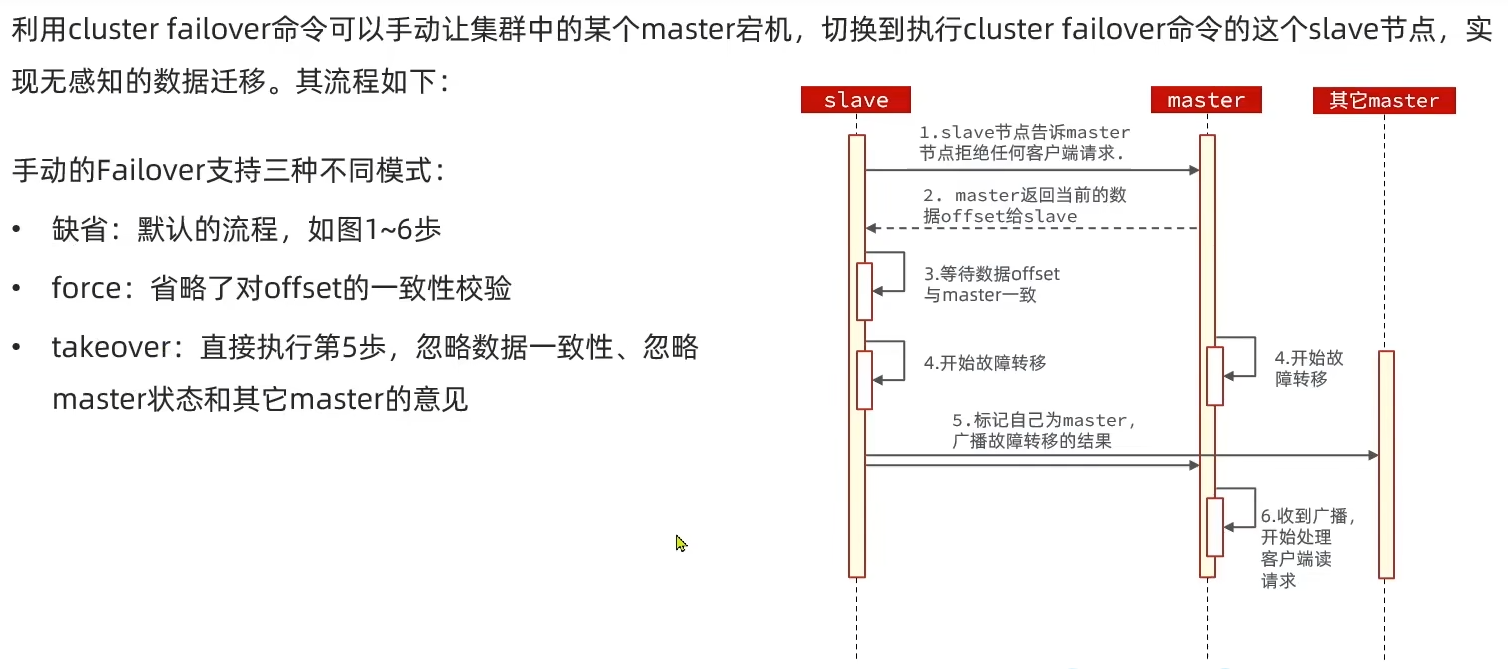 利用cluster failover命令可以手动让集群中的某个master宕机，切换到执行cluster failover命令的这个slave节点，实
现无感知的数据迁移。其流程如下：
手动的Failover支持三种不同模式：
• 缺省：默认的流程，如图1~6步
• force：省略了对offset的一致性校验
• takeover：直接执行第5步，忽略数据一致性、忽略
master状态和其它master的意见
slave
master
其它master
1.slave节点告诉master
节点拒绝任何客户端请求.
2. master返回当前的数
据offset给slave
3.等待数据offset
与master一致
4.开始故障转移
4.开始故
障转移
5.标记自己为master,
广播故障转移的结果
6.收到广播，
开始处理
客户端读
请求